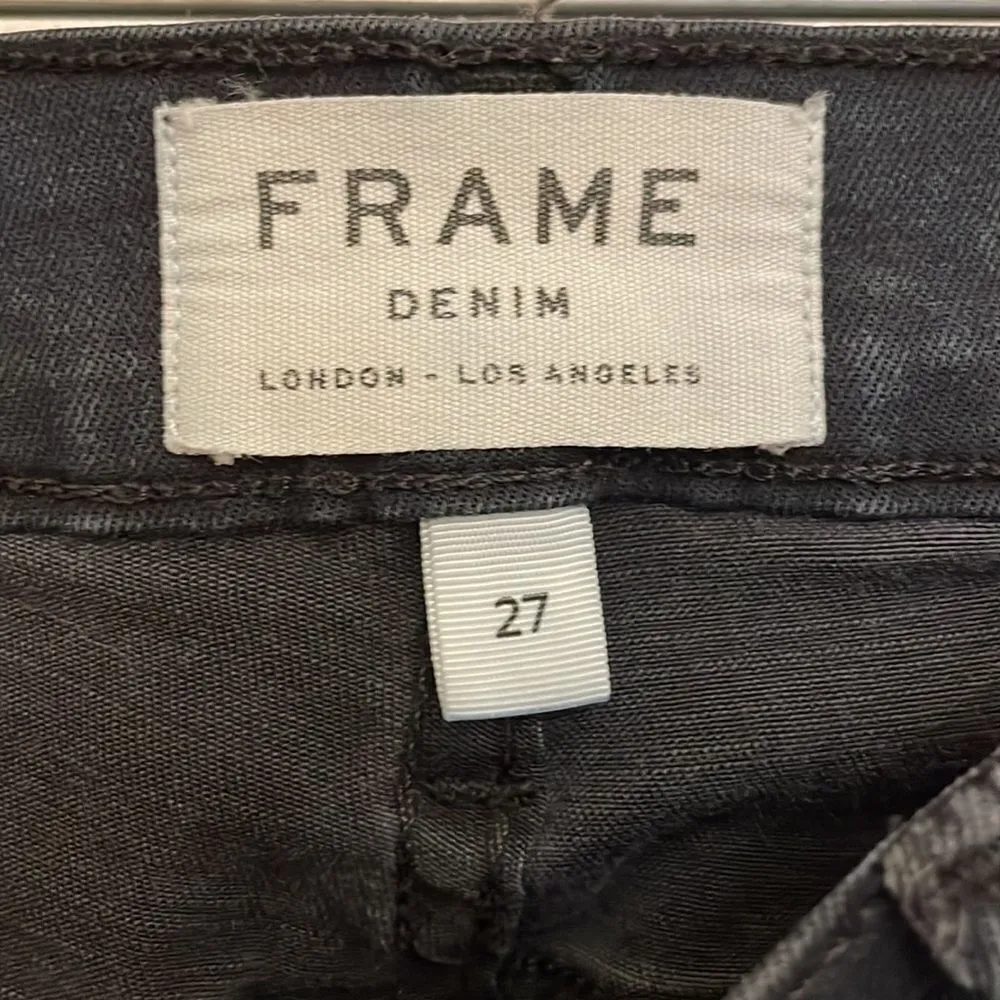 FRAME
DENIM
LONDON - LOS ANGELES
27